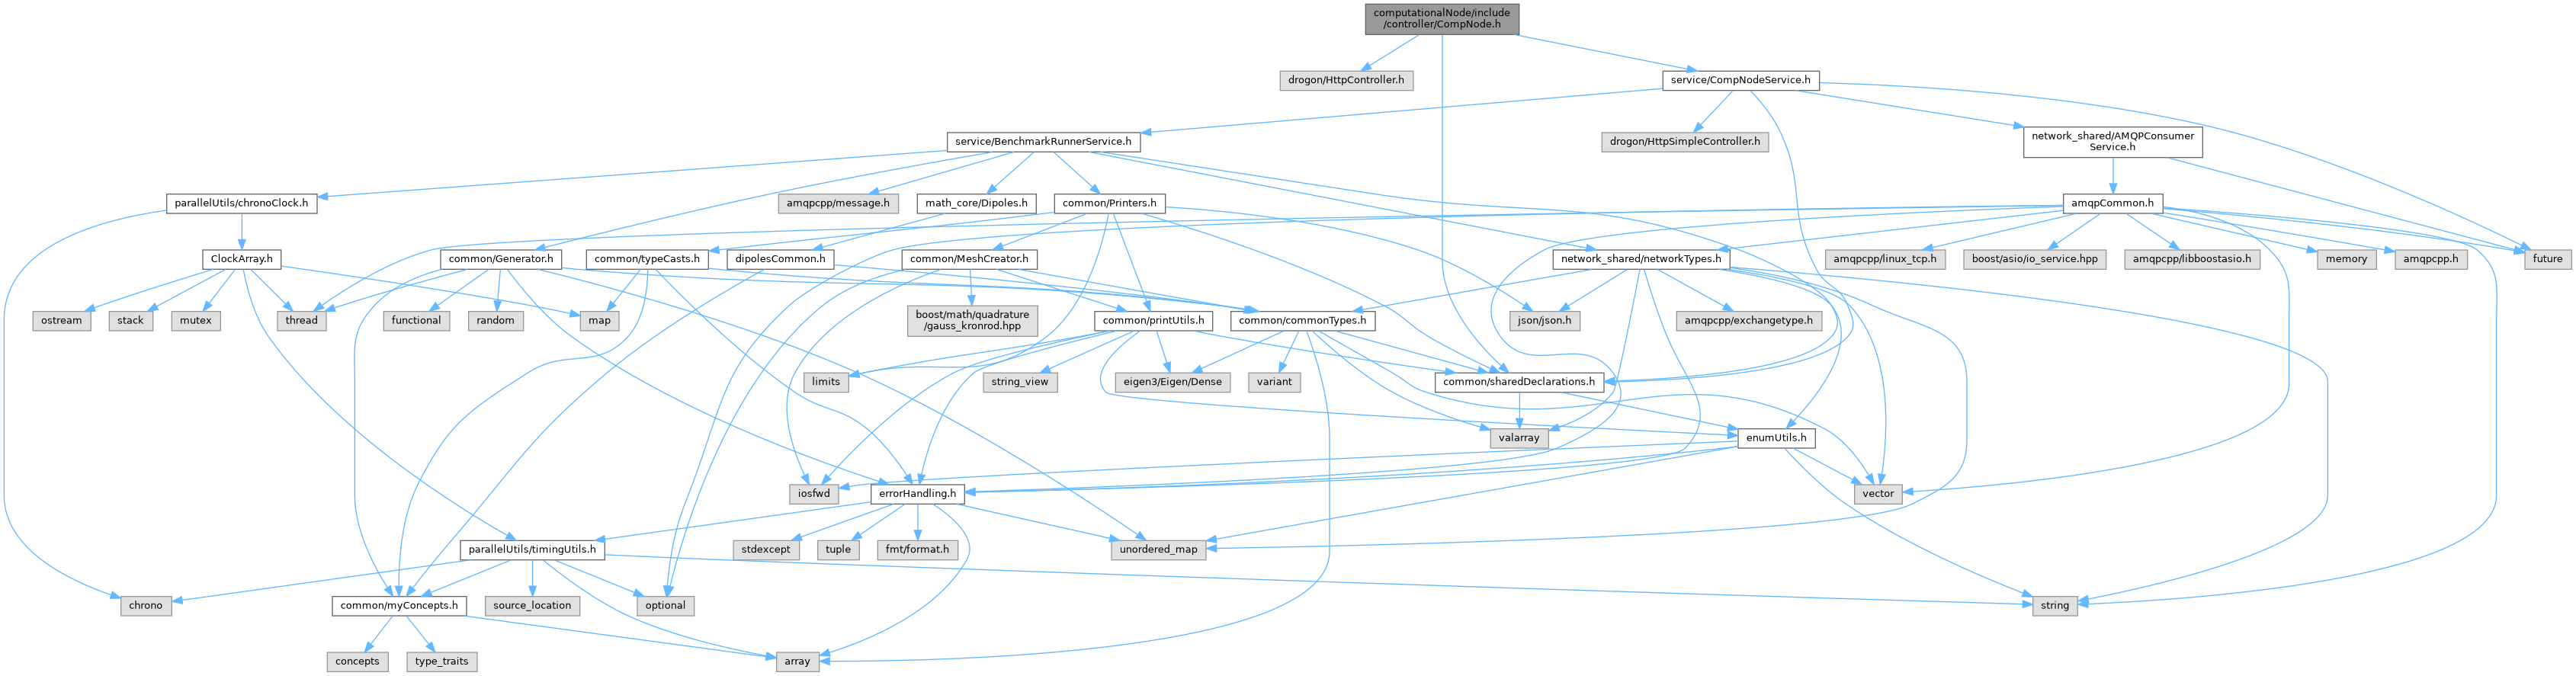 computationalNode/include
/controller/CompNode.h
drogon/HttpController.h
service/CompNodeService.h
service/BenchmarkRunnerService.h
drogon/HttpSimpleController.h
network_shared/AMQPConsumer
Service.h
parallelUtils/chronoClock.h
amqpcpp/message.h
math_core/Dipoles.h
common/Printers.h
amqpCommon.h
ClockArray.h
common/Generator.h
common/typeCasts.h
dipolesCommon.h
common/MeshCreator.h
network_shared/networkTypes.h
amqpcpp/linux_tcp.h
boost/asio/io_service.hpp
amqpcpp/libboostasio.h
memory
amqpcpp.h
future
ostream
stack
mutex
thread
functional
random
map
boost/math/quadrature
/gauss_kronrod.hpp
common/printUtils.h
common/commonTypes.h
json/json.h
amqpcpp/exchangetype.h
limits
string_view
eigen3/Eigen/Dense
variant
common/sharedDeclarations.h
valarray
enumUtils.h
iosfwd
errorHandling.h
vector
parallelUtils/timingUtils.h
stdexcept
tuple
fmt/format.h
unordered_map
chrono
common/myConcepts.h
source_location
optional
string
concepts
type_traits
array